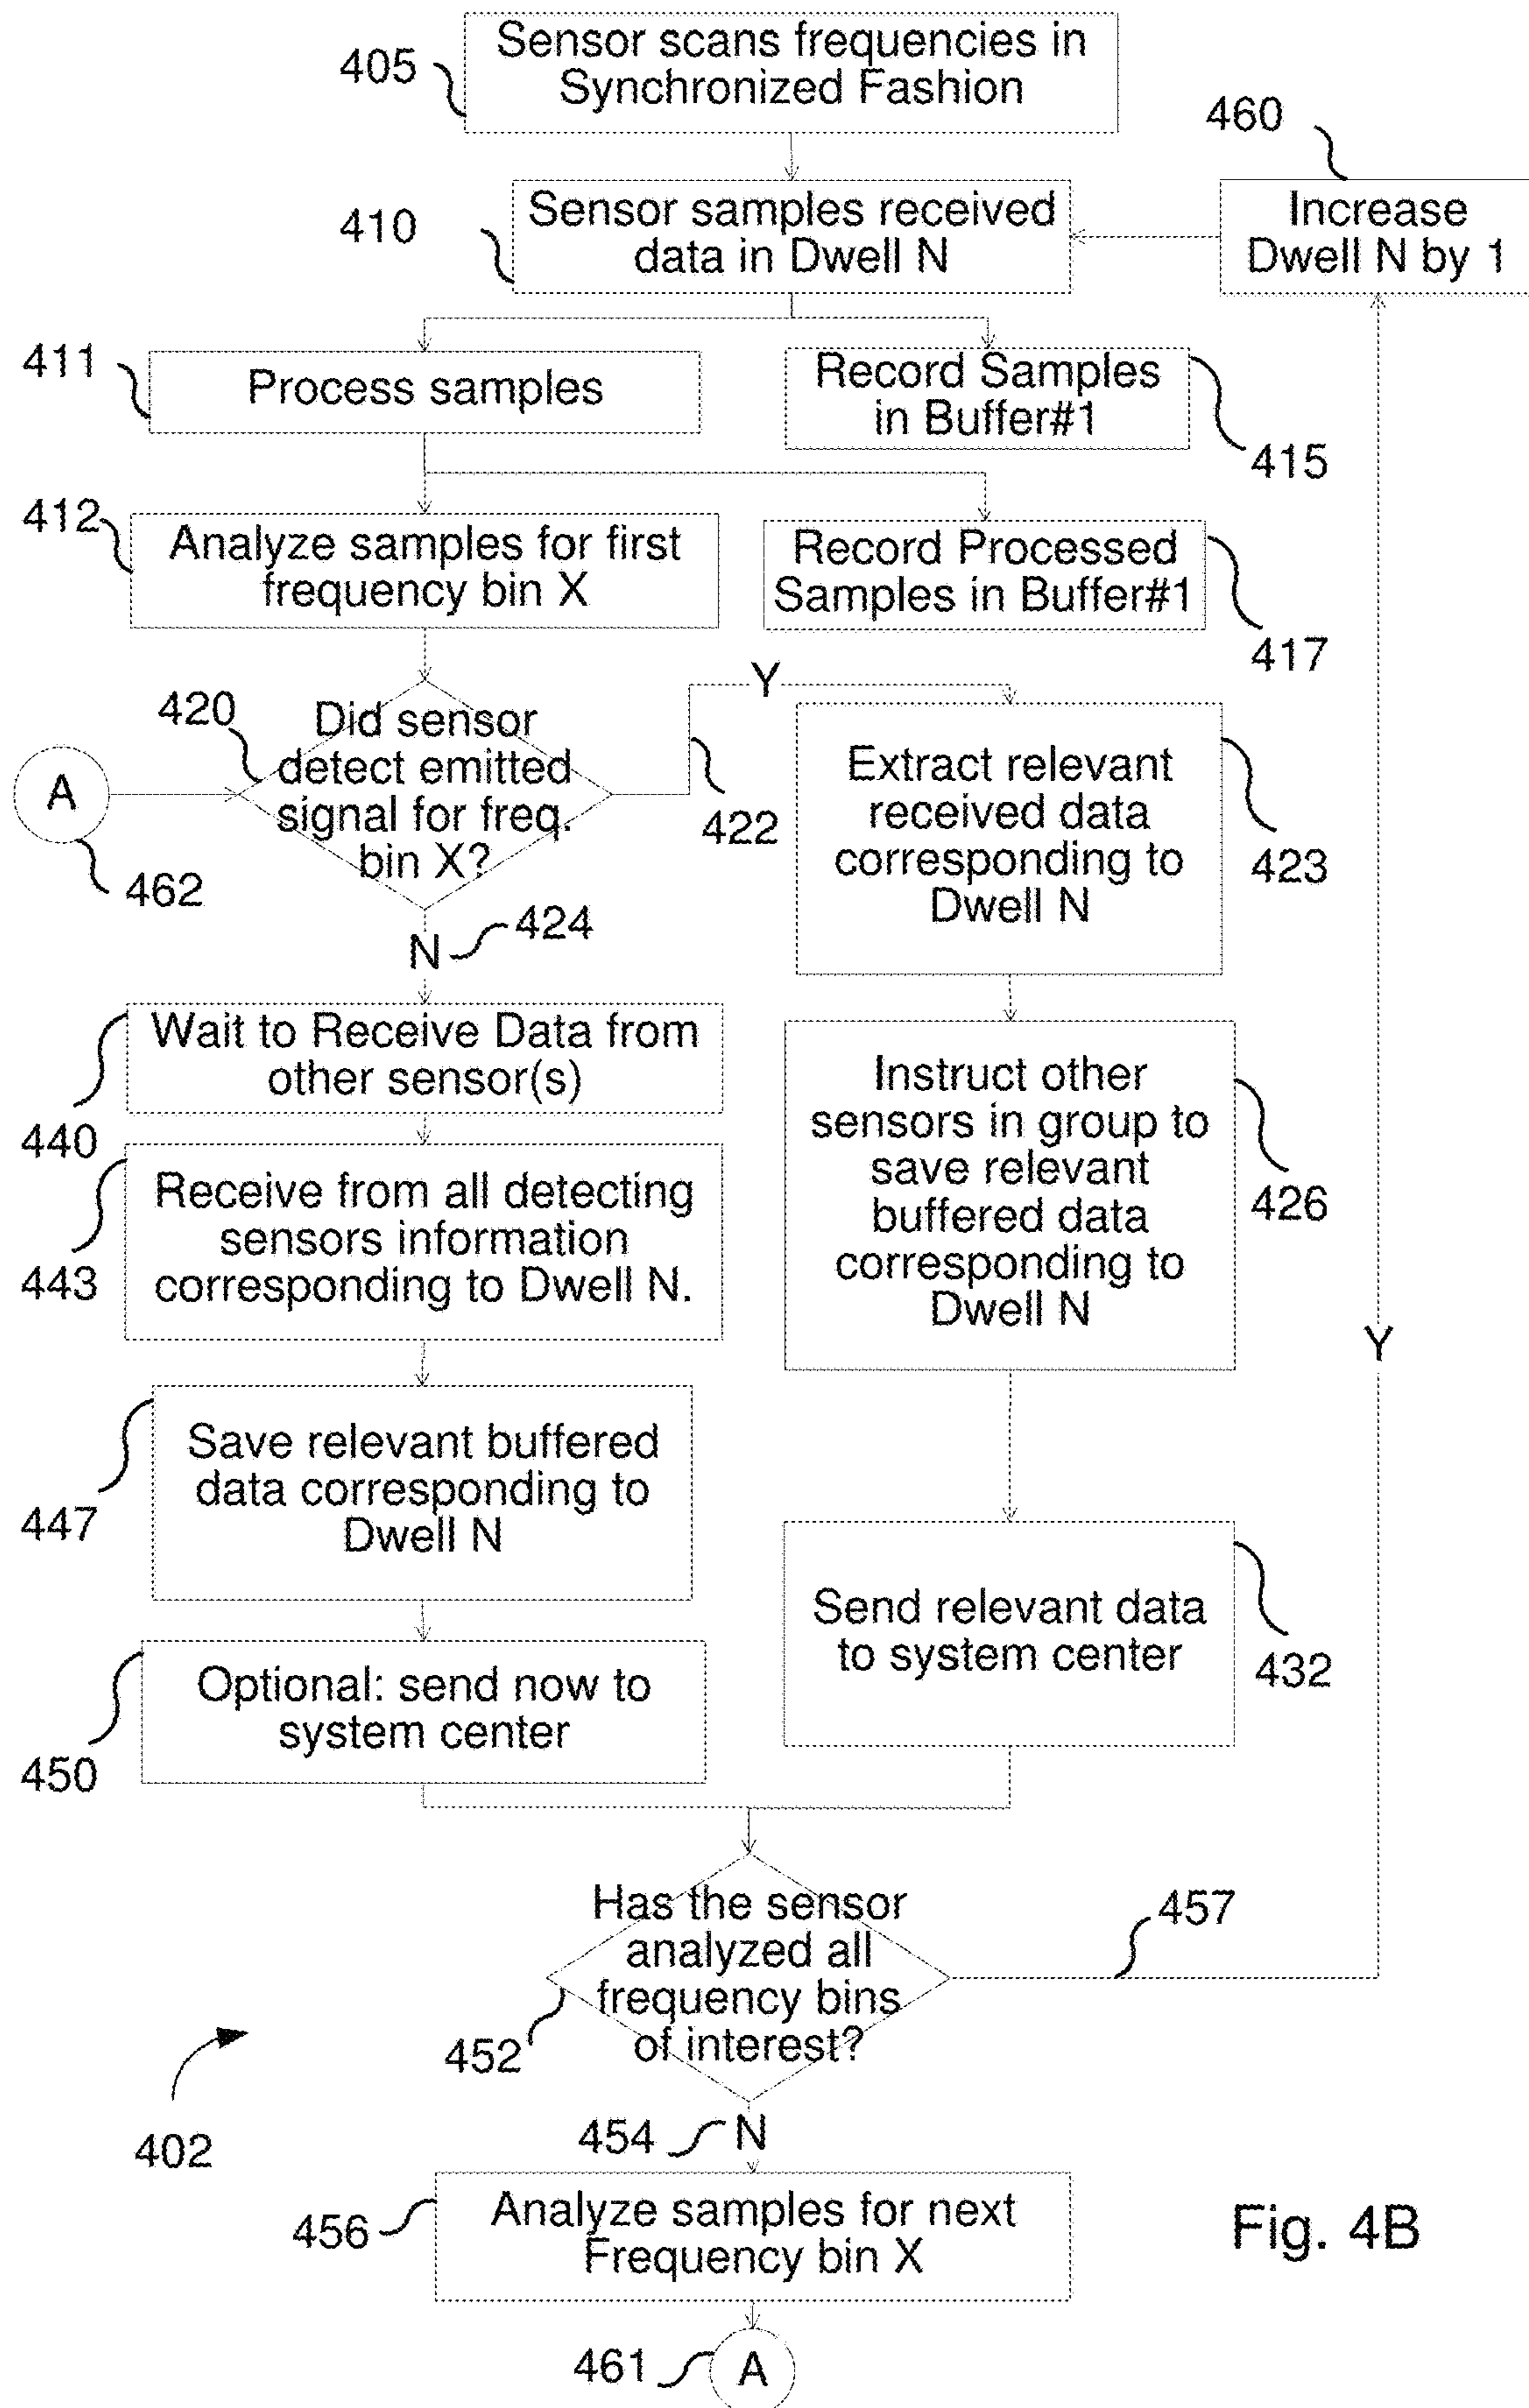 Sensor scans frequencies in
Synchronized Fashion
405
460
Sensor samples received
data in Dwell N
410
Increase
Dwell N by 1
411
Process samples
Record Samples
in Buffer#1
415
412
Analyze samples for first
frequency bin X
Record Processed
Samples in Buffer#1
417
Y
420
Did sensor
detect emitted
signal for freq.
bin X?
A
462
422
Extract relevant
received data
corresponding to
Dwell N
423
424
N
Wait to Receive Data from
other sensor(s)
440
Instruct other
sensors in group to
save relevant
buffered data
corresponding to
Dwell N
426
Receive from all detecting
sensors information
corresponding to Dwell N.
443
Y
Save relevant buffered
data corresponding to
Dwell N
447
Send relevant data
to system center
432
Optional: send now to
system center
450
Has the sensor
analyzed all
frequency bins
of interest?
457
452
402
454
N
Analyze samples for next
Frequency bin X
456
Fig. 4B
461
A